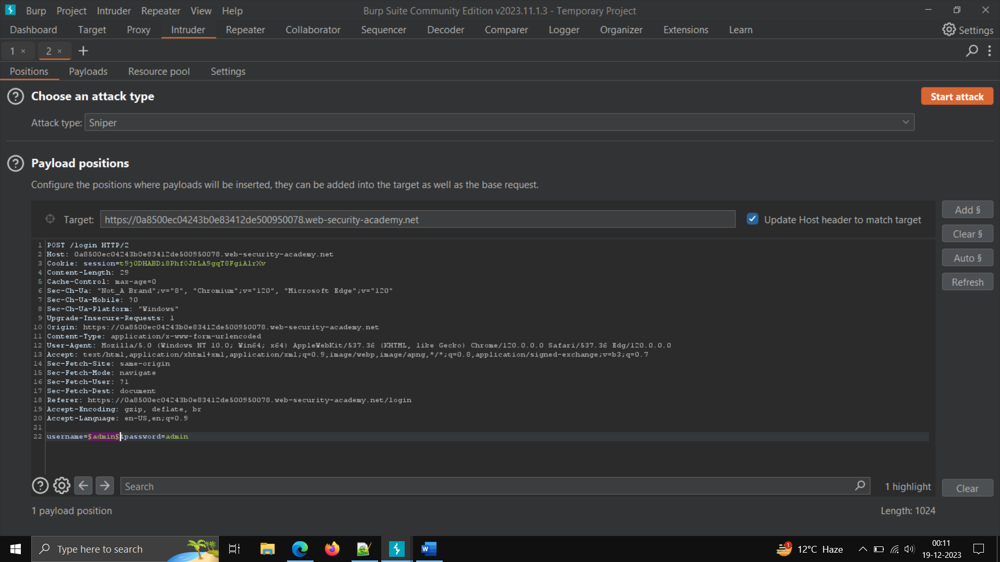 Burp Project Intruder Repeater View Help Burp Suite Community Edition v2023.11.1.3 - Temporary Project
Dashboard Target Proxy Intruder Repeater Collaborator Sequencer Decoder Comparer Logger Organizer Extensions Learn Settings
1 × 2 × +
Positions Payloads Resource pool Settings
? Choose an attack type Start attack
Attack type: Sniper
? Payload positions
Configure the positions where payloads will be inserted, they can be added into the target as well as the base request.
Target: https://0a8500ec04243b0e83412de500950078.web-security-academy.net Update Host header to match target Add §
Clear §
Auto §
Refresh
1 POST /login HTTP/2
2 Host: 0a8500ec04243b0e83412de500950078.web-security-academy.net
3 Cookie: session=t9jODHABDi8Phf0JkLA9gqT8FgiAlrXv
4 Content-Length: 29
5 Cache-Control: max-age=0
6 Sec-Ch-Ua: "Not_A Brand";v="8", "Chromium";v="120", "Microsoft Edge";v="120"
7 Sec-Ch-Ua-Mobile: ?0
8 Sec-Ch-Ua-Platform: "Windows"
9 Upgrade-Insecure-Requests: 1
10 Origin: https://0a8500ec04243b0e83412de500950078.web-security-academy.net
11 Content-Type: application/x-www-form-urlencoded
12 User-Agent: Mozilla/5.0 (Windows NT 10.0; Win64; x64) AppleWebKit/537.36 (KHTML, like Gecko) Chrome/120.0.0.0 Safari/537.36 Edg/120.0.0.0
13 Accept: text/html,application/xhtml+xml,application/xml;q=0.9,image/webp,image/apng,*/*;q=0.8,application/signed-exchange;v=b3;q=0.7
14 Sec-Fetch-Site: same-origin
15 Sec-Fetch-Mode: navigate
16 Sec-Fetch-User: ?1
17 Sec-Fetch-Dest: document
18 Referer: https://0a8500ec04243b0e83412de500950078.web-security-academy.net/login
19 Accept-Encoding: gzip, deflate, br
20 Accept-Language: en-US,en;q=0.9
21
22 username=§admin§&password=admin
? Search 1 highlight Clear
1 payload position Length: 1024
Type here to search W 1 12°C Haze 00:11
19-12-2023